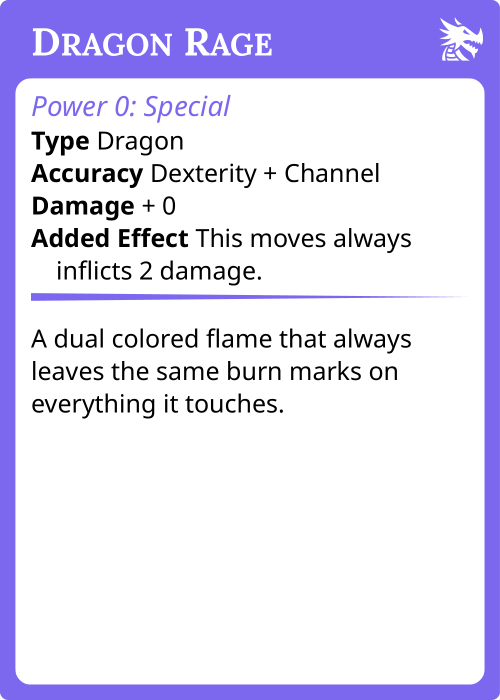 Dragon Rage
Power 0: Special
Type Dragon
Accuracy Dexterity + Channel
Damage + 0
Added Effect This moves always
inflicts 2 damage.
A dual colored flame that always
leaves the same burn marks on
everything it touches.